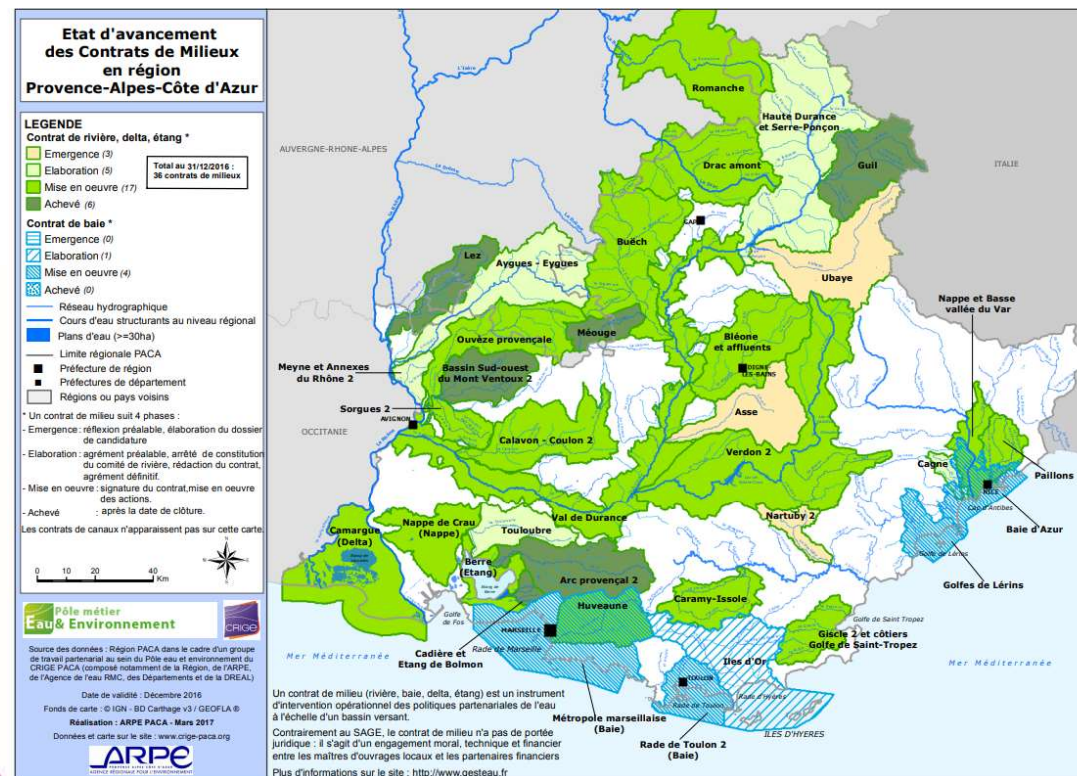 Etat d'avancement
des Contrats de Milieux
en région
Provence-Alpes-Côte d'Azur
LEGENDE
Contrat de rivière, delta, étang *
Emergence (3)
Elaboration (5)
Mise en oeuvre (17)
Achevé (6)
Total au 31/12/2016 :
36 contrats de milieux
Contrat de baie *
Emergence (0)
Elaboration (1)
Mise en oeuvre (4)
Achevé (0)
Réseau hydrographique
Cours d'eau structurants au niveau régional
Plans d'eau (>=30ha)
Limite régionale PACA
Préfecture de région
Préfectures de département
Régions ou pays voisins
* Un contrat de milieu suit 4 phases :
- Emergence : réflexion préalable, élaboration du dossier
de candidature
- Elaboration : agrément préalable, arrêté de constitution
du comité de rivière, rédaction du contrat,
agrément définitif.
- Mise en oeuvre : signature du contrat,mise en oeuvre
des actions.
- Achevé : après la date de clôture.
Les contrats de canaux n'apparaissent pas sur cette carte.
0 10 20 40
Km
Pôle métier
Eau & Environnement
CRIGE
Source des données : Région PACA dans le cadre d'un groupe
de travail partenarial au sein du Pôle eau et environnement du
CRIGE PACA (composé notamment de la Région, de l'ARPE,
de l'Agence de l'eau RMC, des Départements et de la DREAL)
Date de validité : Décembre 2016
Fonds de carte : © IGN - BD Carthage v3 / GEOFLA ®
Réalisation : ARPE PACA - Mars 2017
Données et carte sur le site : www.crige-paca.org
ARPE
AGENCE RÉGIONALE POUR L'ENVIRONNEMENT
AUVERGNE-RHONE-ALPES
ITALIE
OCCITANIE
L'Isère
Romanche
Haute Durance
et Serre-Ponçon
Drac amont
Guil
GAP
Buëch
Lez
Aygues - Eygues
Ubaye
Nappe et Basse
vallée du Var
Ouvèze provençale
Méouge
Bléone
et affluents
Meyne et Annexes
du Rhône 2
Bassin Sud-ouest
du Mont Ventoux 2
DIGNE
LES-BAINS
Sorgues 2
AVIGNON
Asse
Calavon - Coulon 2
Verdon 2
Cagne
Paillons
NICE
Cap d'Antibes
Baie d'Azur
Val de Durance
Nartuby 2
Camargue
(Delta)
Nappe de Crau
(Nappe)
Touloubre
Golfe de Lérins
Berre
(Etang)
Arc provençal 2
Golfes de Lérins
Caramy-Issole
Huveaune
Golfe
de Fos
MARSEILLE
Rade de Marseille
Golfe de Saint Tropez
Giscle 2 et côtiers
Golfe de Saint-Tropez
Cadière et
Etang de Bolmon
Iles d'Or
Mer Méditerranée
Mer Méditerranée
TOULON
Rade d'Hyères
Rade de Toulon
Métropole marseillaise
(Baie)
ILES D'HYERES
Rade de Toulon 2
(Baie)
Un contrat de milieu (rivière, baie, delta, étang) est un instrument
d'intervention opérationnel des politiques partenariales de l'eau
à l'échelle d'un bassin versant.
Contrairement au SAGE, le contrat de milieu n'a pas de portée
juridique : il s'agit d'un engagement moral, technique et financier
entre les maîtres d'ouvrages locaux et les partenaires financiers
Plus d'informations sur le site : http://www.gesteau.fr